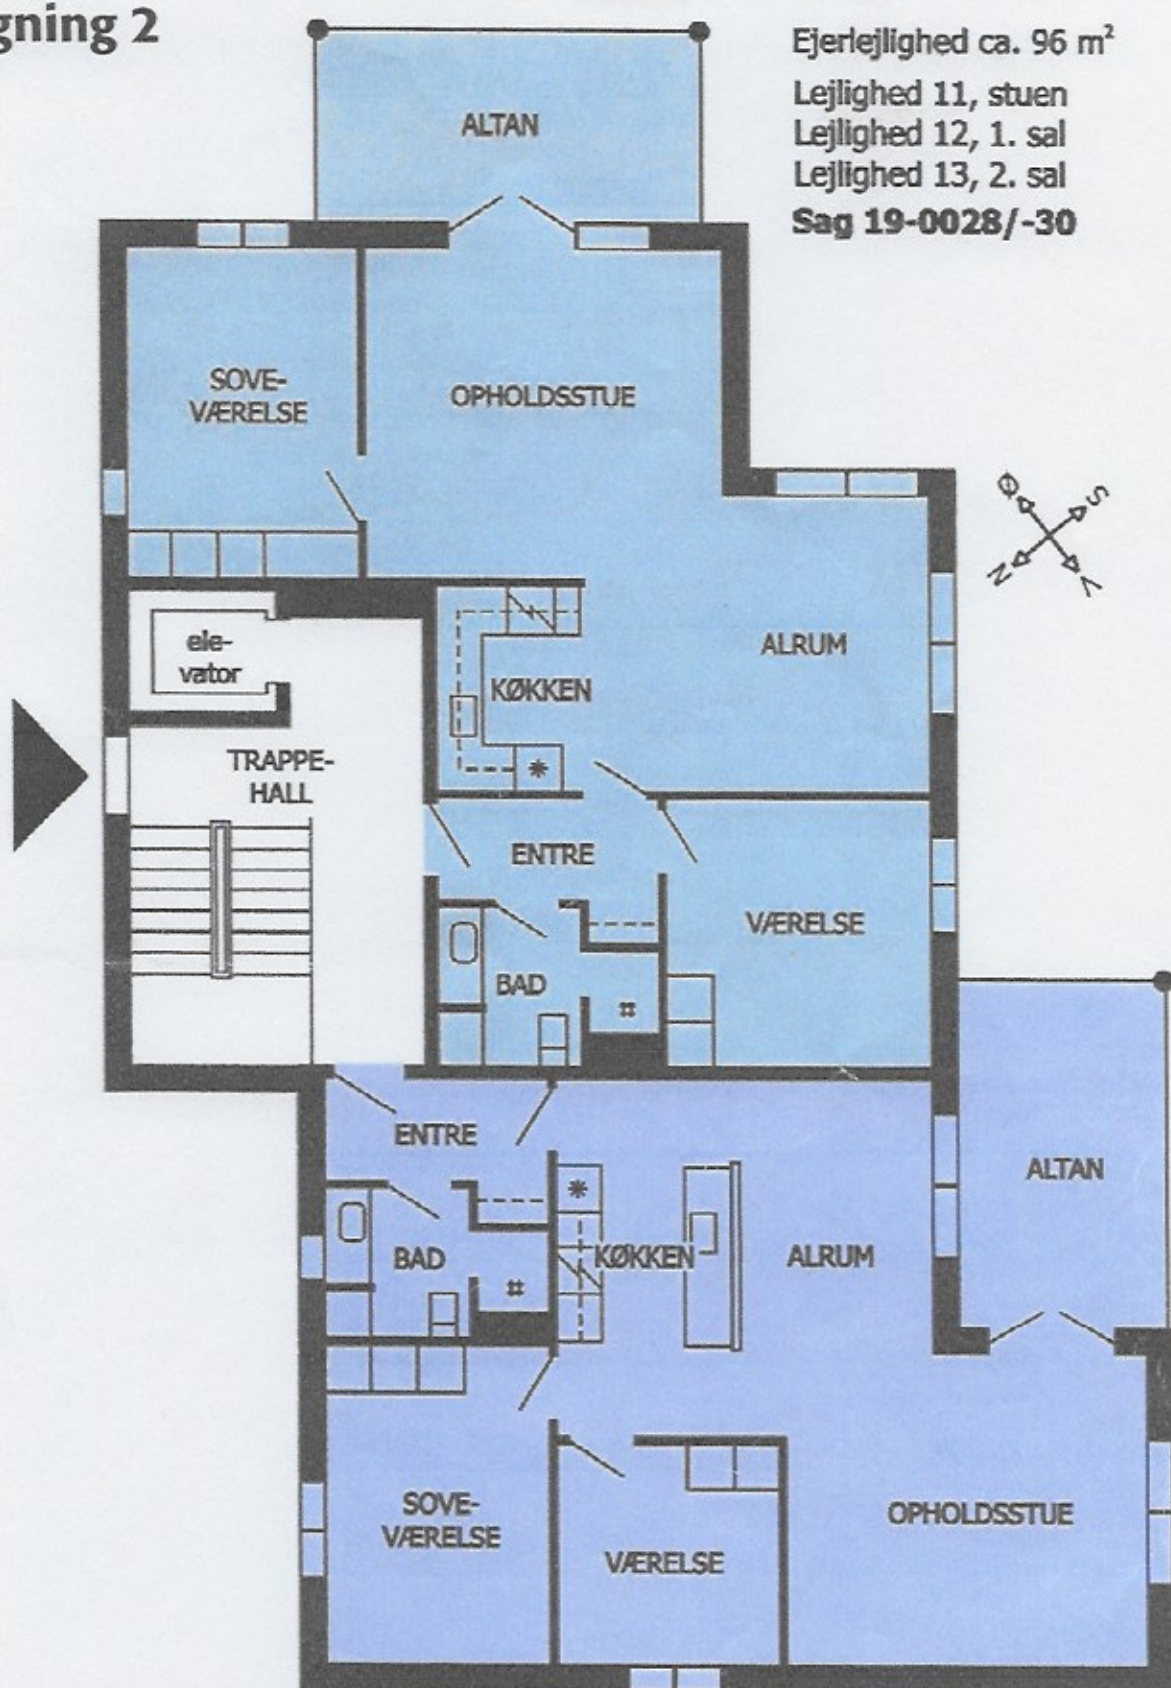 gning 2
Ejerlejlighed ca. 96 m²
Lejlighed 11, stuen
Lejlighed 12, 1. sal
Lejlighed 13, 2. sal
Sag 19-0028/-30
ALTAN
SOVE-
VÆRELSE
OPHOLDSSTUE
Ø
S
N
V
ele-
vator
ALRUM
KØKKEN
TRAPPE-
HALL
ENTRE
VÆRELSE
BAD
ENTRE
ALTAN
BAD
KØKKEN
ALRUM
SOVE-
VÆRELSE
VÆRELSE
OPHOLDSSTUE